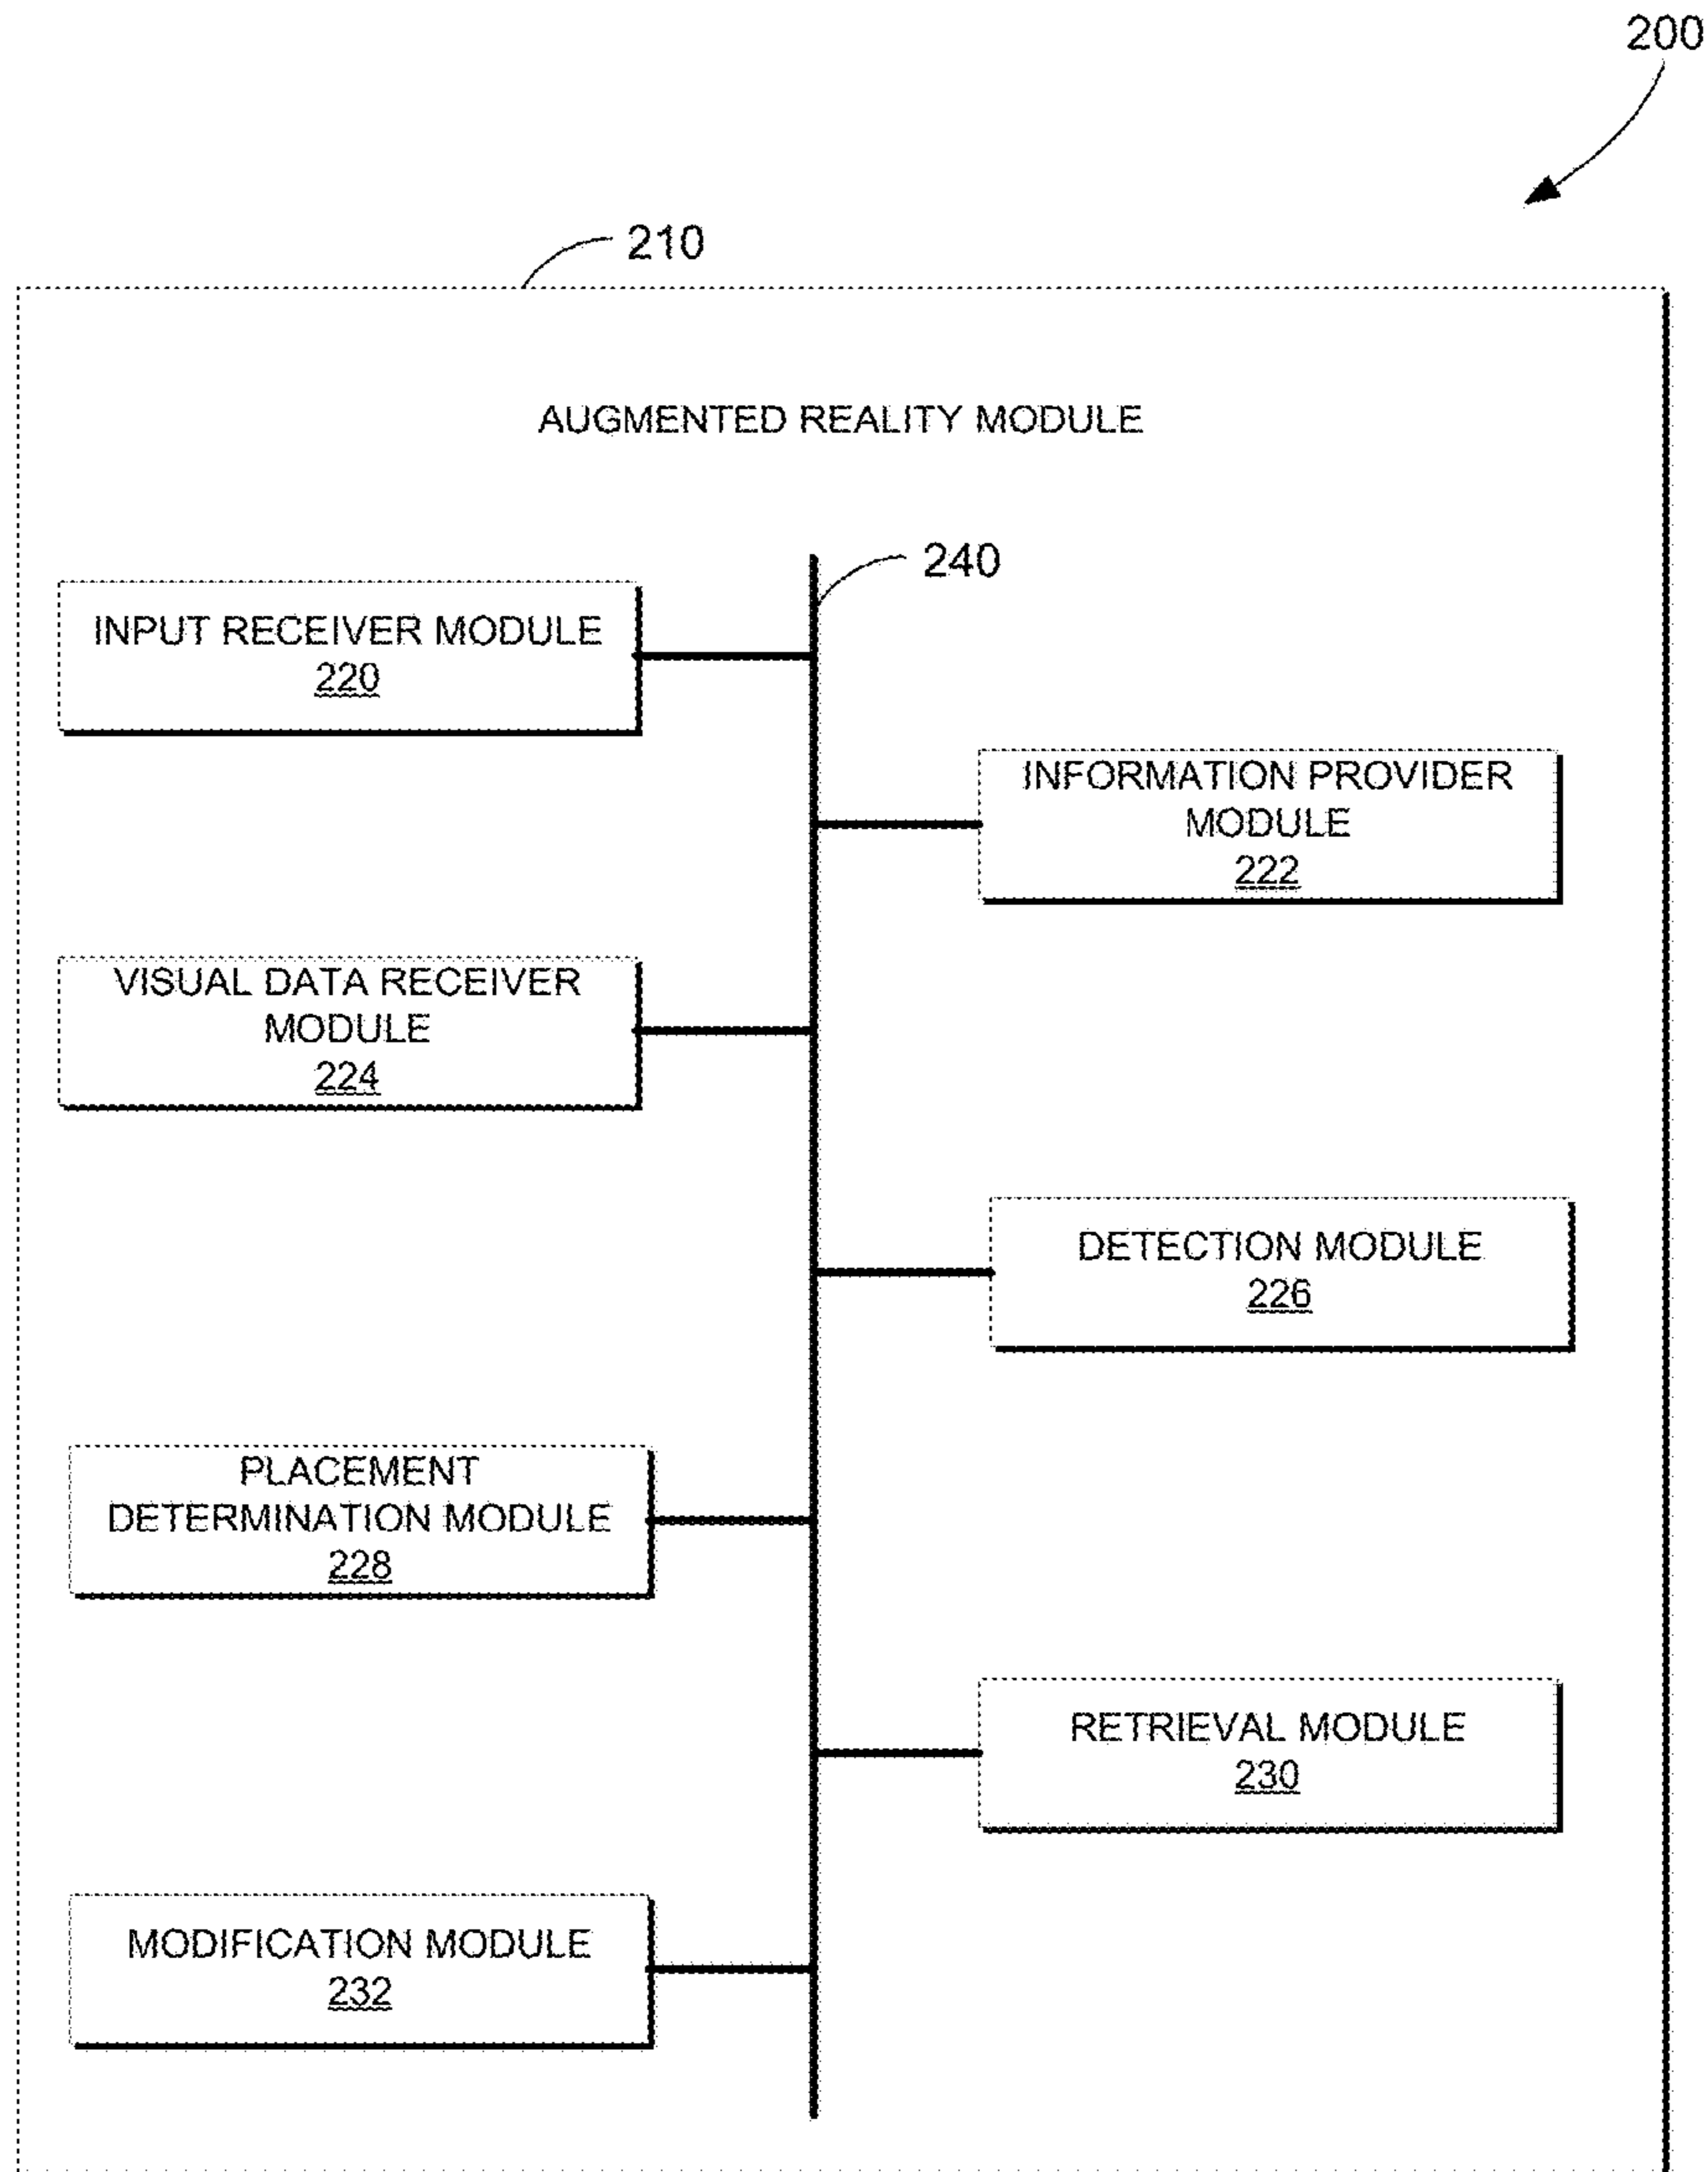 200
210
AUGMENTED REALITY MODULE
240
INPUT RECEIVER MODULE
220
INFORMATION PROVIDER
MODULE
222
VISUAL DATA RECEIVER
MODULE
224
DETECTION MODULE
226
PLACEMENT
DETERMINATION MODULE
228
RETRIEVAL MODULE
230
MODIFICATION MODULE
232